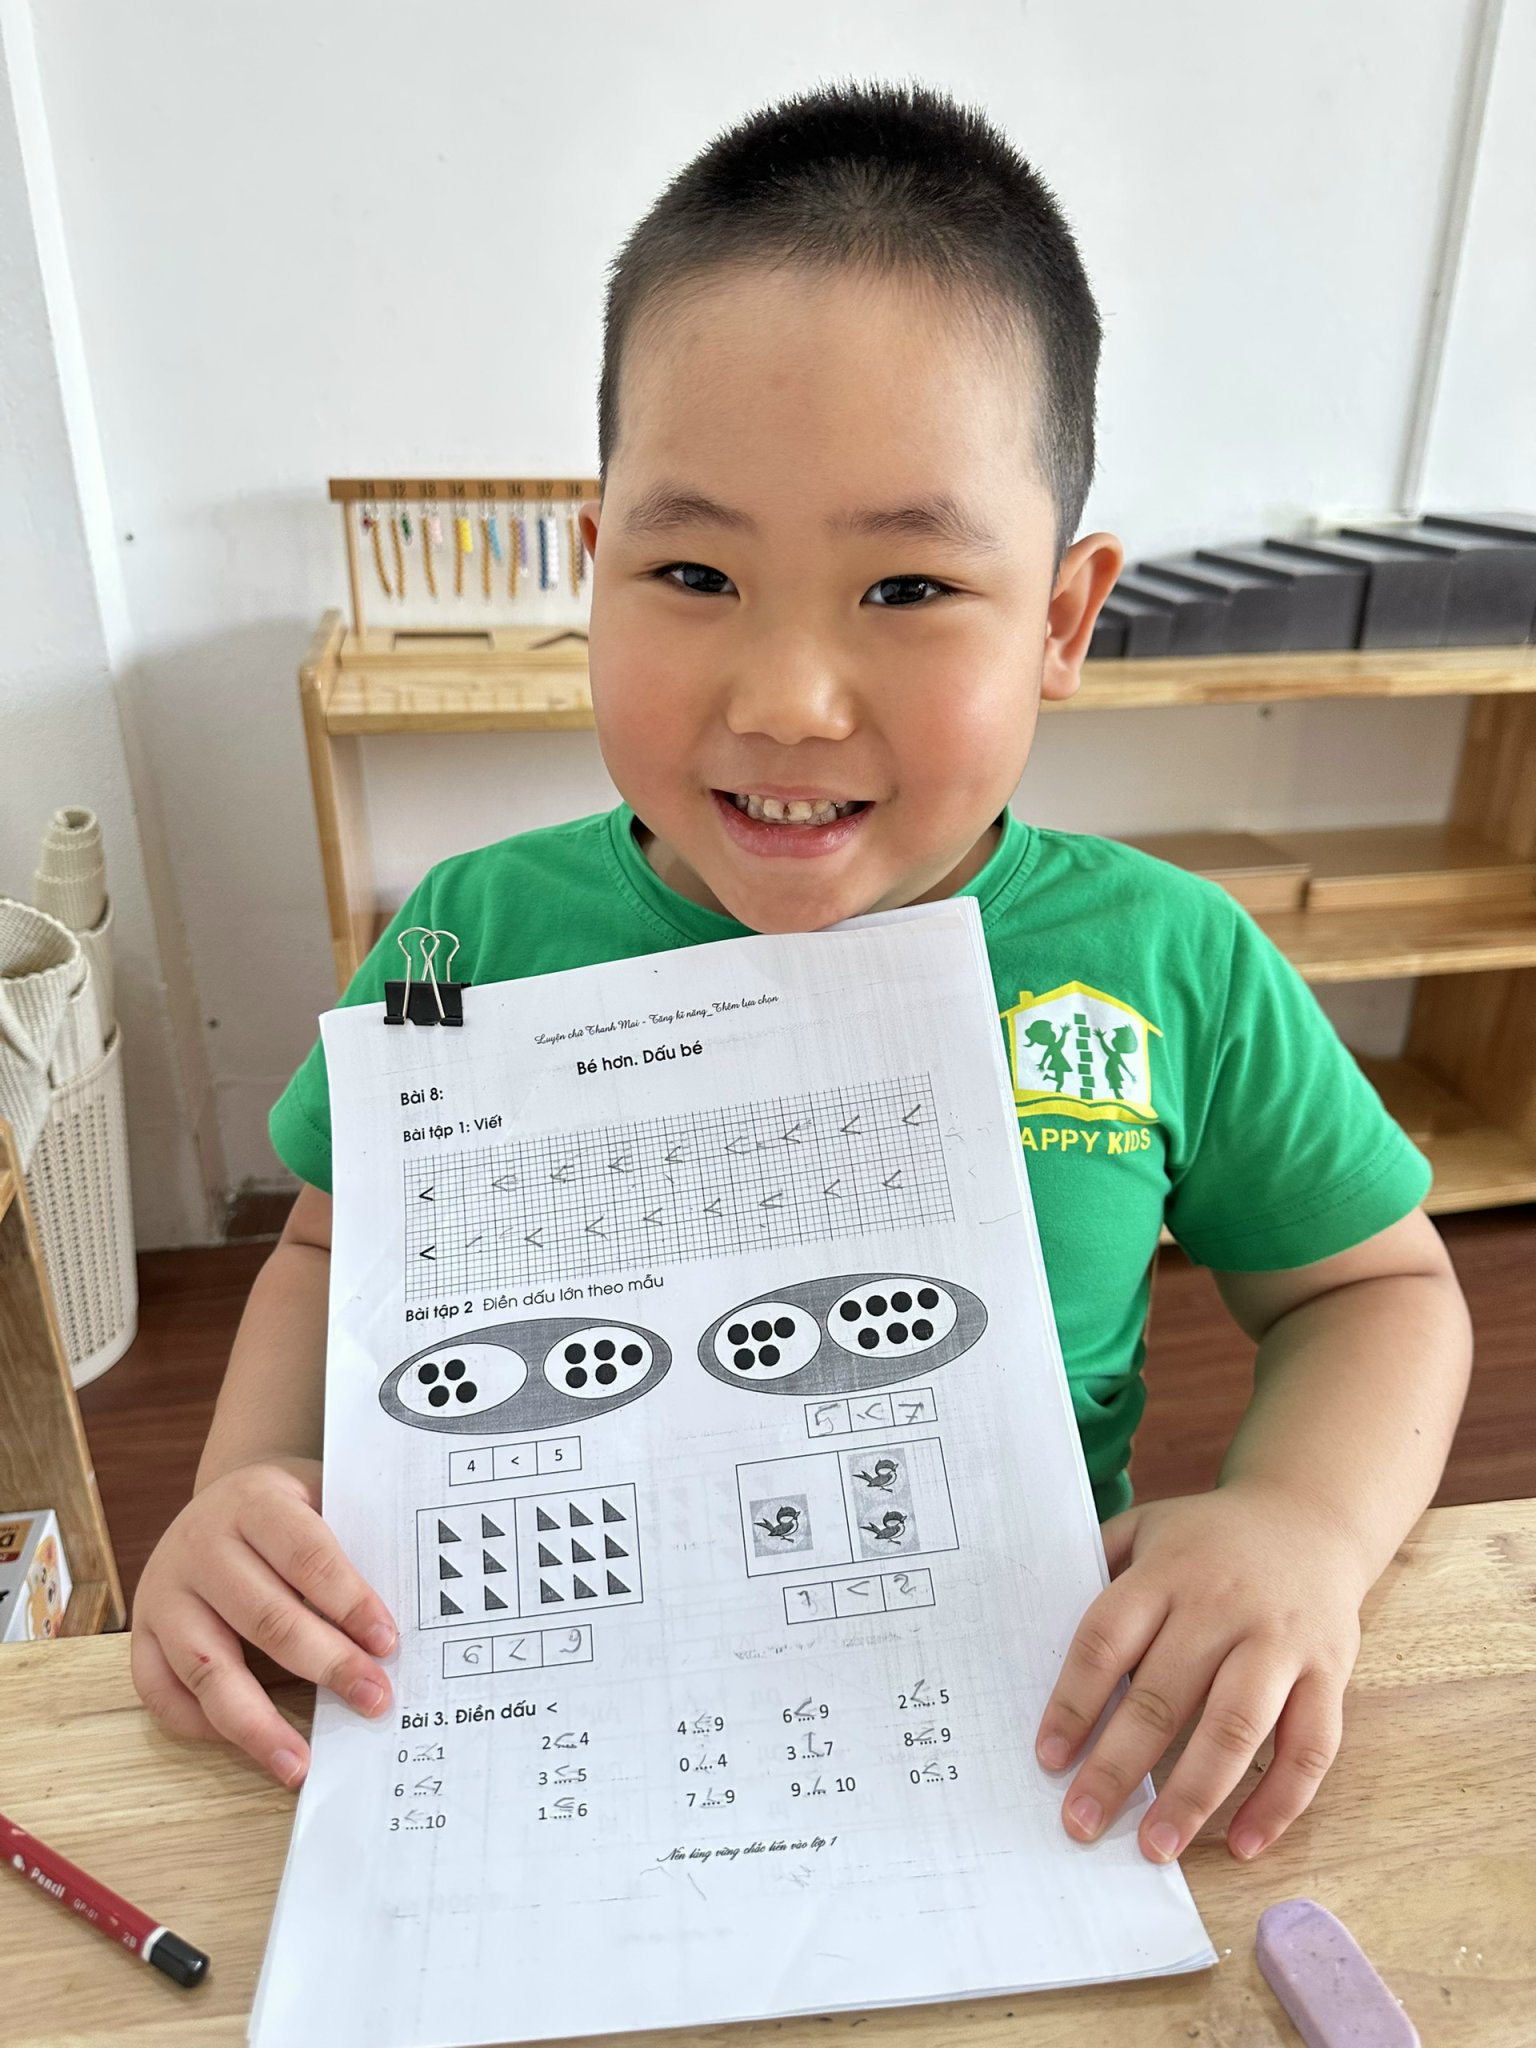 Luyện chữ Thanh Mai - Tăng kĩ năng_Thêm lựa chọn
Bé hơn. Dấu bé
Bài 8:
Bài tập 1: Viết
< < < < < < < < <
< < < < < < < <
Bài tập 2 Điền dấu lớn theo mẫu
4 < 5
5 < 7
6 < 9
1 < 2
Bài 3. Điền dấu <
0 .<. 1 2 .<. 4 4 .<. 9 6 .<. 9 2 .<. 5
6 .<. 7 3 .<. 5 0 .<. 4 3 .<. 7 8 .<. 9
3 .<. 10 1 .<. 6 7 .<. 9 9 .<. 10 0 .<. 3
Nền tảng vững chắc tiến vào lớp 1
APPY KIDS
Pencil GP-01 2B